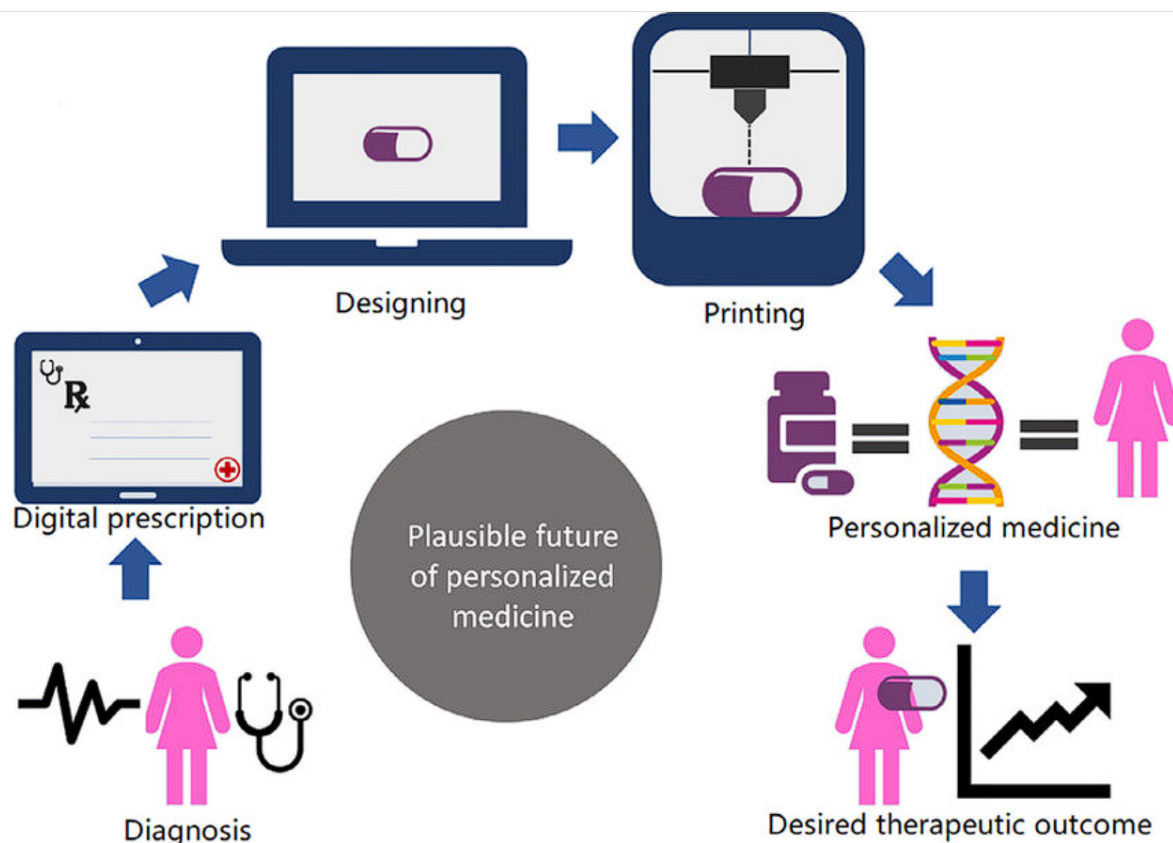 Designing
Printing
℞
Digital prescription
Personalized medicine
Plausible future
of personalized
medicine
Diagnosis
Desired therapeutic outcome